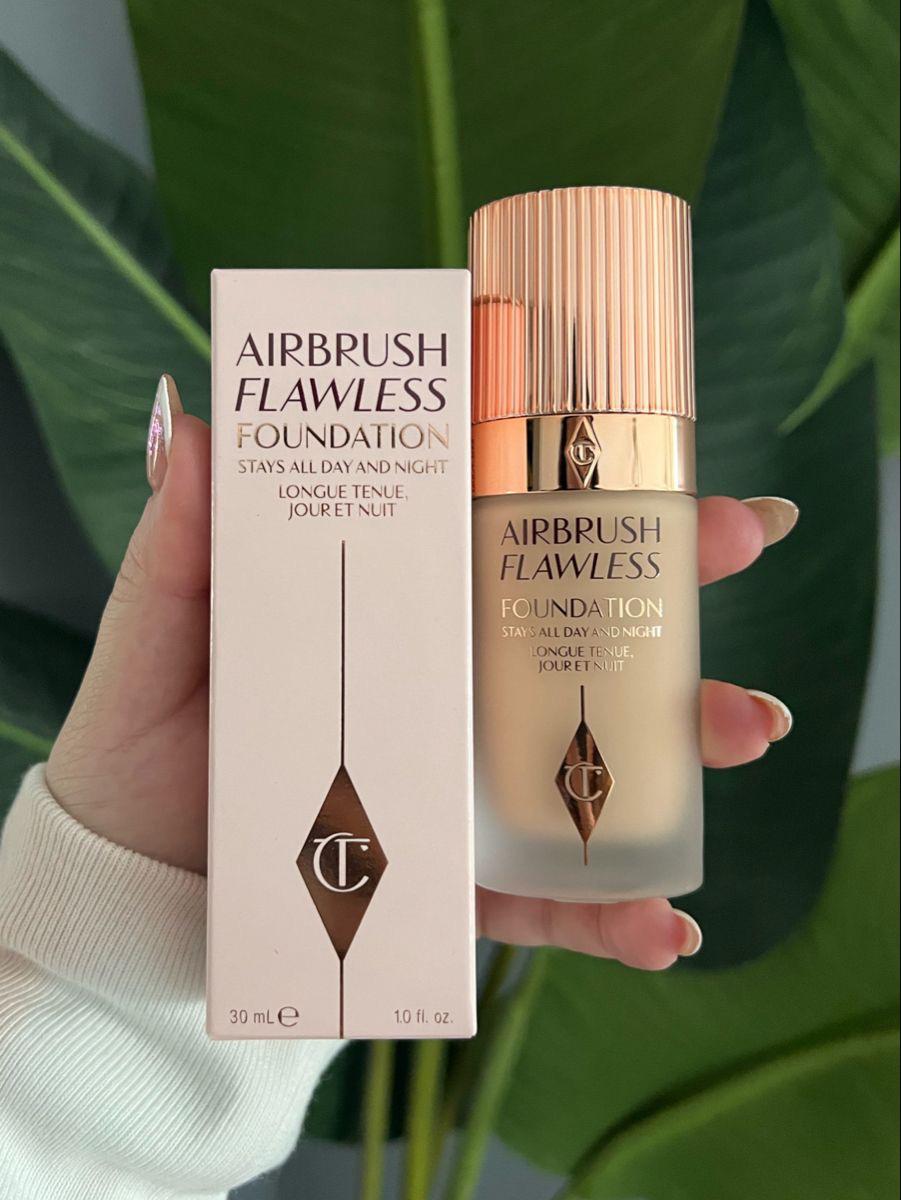 AIRBRUSH
FLAWLESS
FOUNDATION
STAYS ALL DAY AND NIGHT
LONGUE TENUE,
JOUR ET NUIT
CT
30 mL ℮
1.0 fl. oz.
CT
AIRBRUSH
FLAWLESS
FOUNDATION
STAYS ALL DAY AND NIGHT
LONGUE TENUE,
JOUR ET NUIT
CT